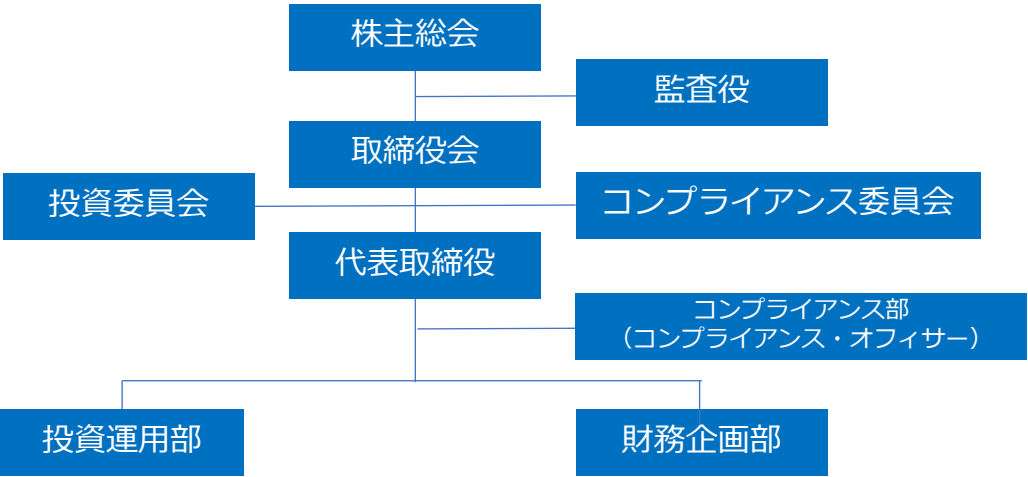 株主総会
監査役
取締役会
投資委員会
コンプライアンス委員会
代表取締役
コンプライアンス部
（コンプライアンス・オフィサー）
投資運用部
財務企画部